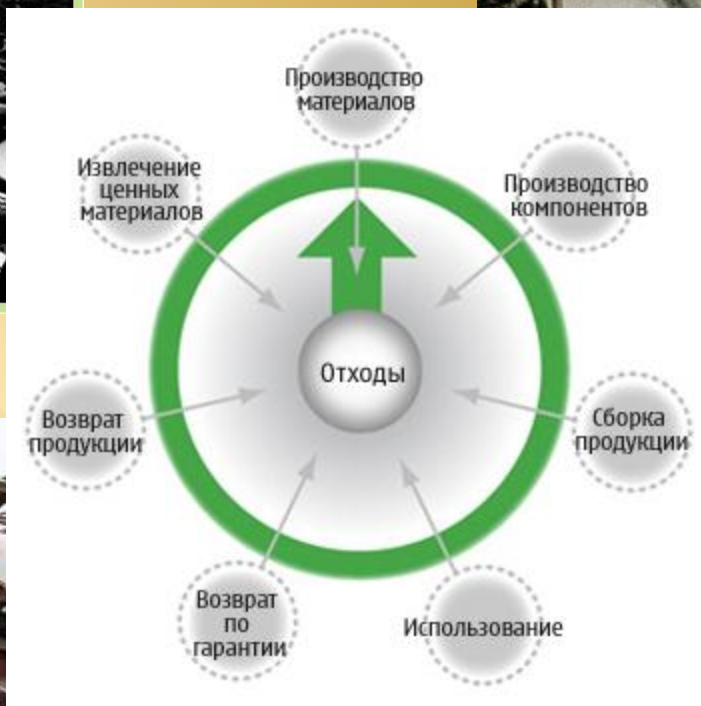 Производство
материалов
Производство
компонентов
Сборка
продукции
Использование
Возврат
по
гарантии
Возврат
продукции
Извлечение
ценных
материалов
Отходы